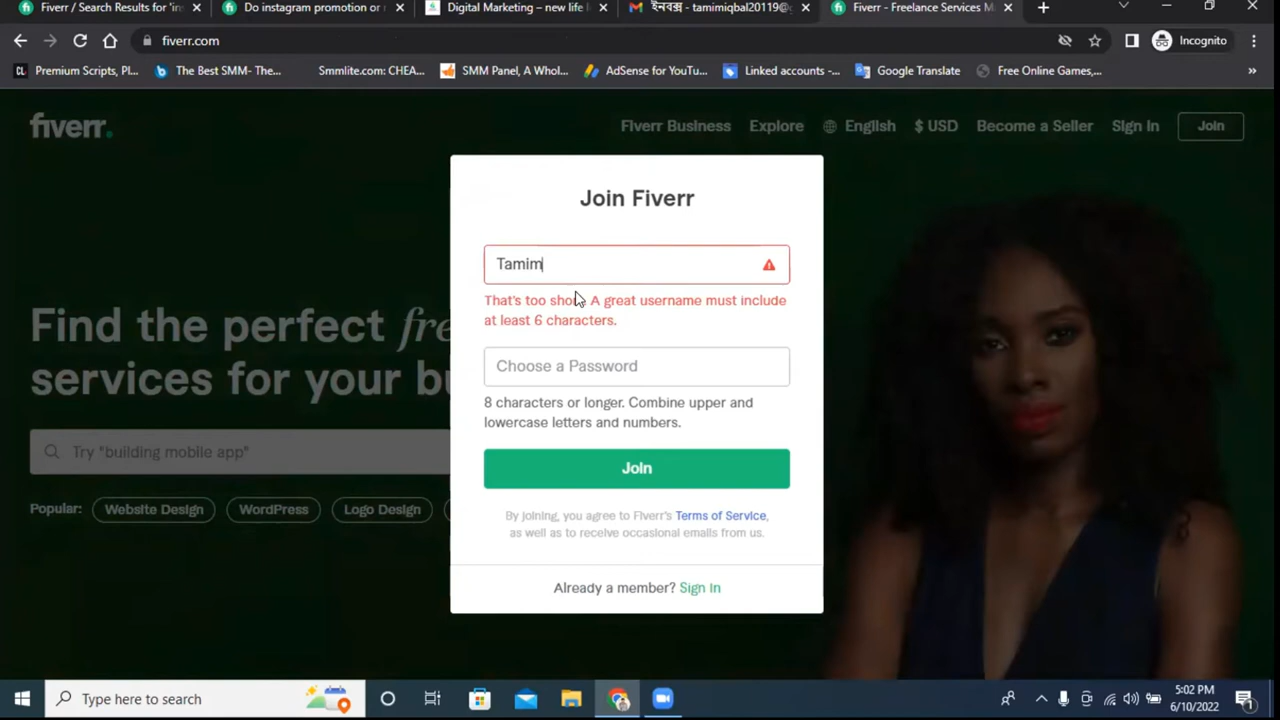 Fiverr / Search Results for 'in
Do instagram promotion or
Digital Marketing – new life
ইনবক্স - tamimiqbal20119@
Fiverr - Freelance Services M
fiverr.com
Incognito
CL Premium Scripts, Pl...
The Best SMM- The...
Smmlite.com: CHEA...
SMM Panel, A Whol...
AdSense for YouTu...
Linked accounts -...
Google Translate
Free Online Games,...
»
fiverr.
Fiverr Business
Explore
English
$ USD
Become a Seller
Sign In
Join
Join Fiverr
Tamim
That's too A great username must include
at least 6 characters.
Choose a Password
8 characters or longer. Combine upper and
lowercase letters and numbers.
Join
By joining, you agree to Fiverr's Terms of Service,
as well as to receive occasional emails from us.
Already a member? Sign In
Find the perfect fre
services for your bu
Try "building mobile app"
Popular:
Website Design
WordPress
Logo Design
Type here to search
5:02 PM
6/10/2022
1